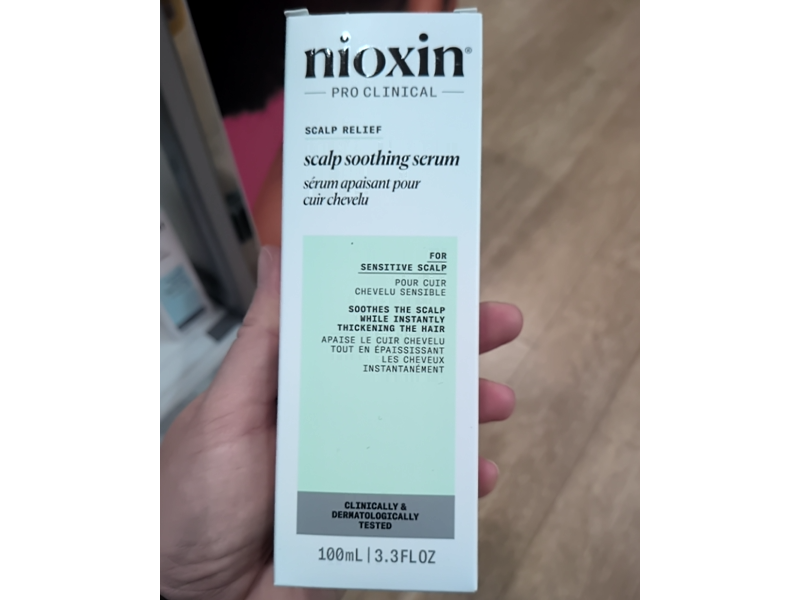 nioxin®
PRO CLINICAL
SCALP RELIEF
scalp soothing serum
sérum apaisant pour
cuir chevelu
FOR
SENSITIVE SCALP
POUR CUIR
CHEVELU SENSIBLE
SOOTHES THE SCALP
WHILE INSTANTLY
THICKENING THE HAIR
APAISE LE CUIR CHEVELU
TOUT EN ÉPAISSISSANT
LES CHEVEUX
INSTANTANÉMENT
CLINICALLY &
DERMATOLOGICALLY
TESTED
100mL|3.3FLOZ